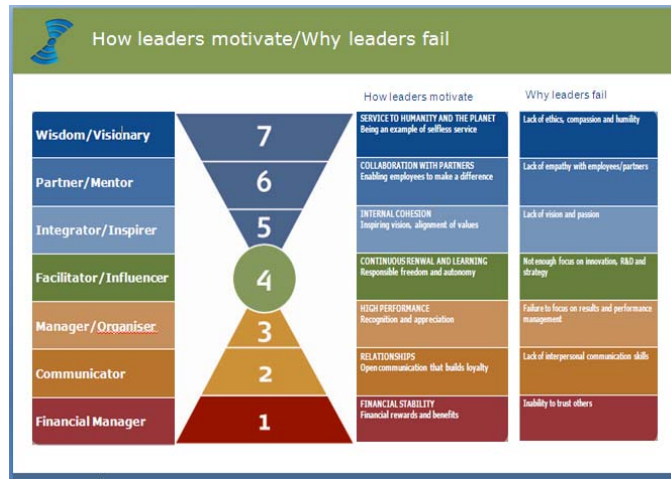 How leaders motivate/Why leaders fail
How leaders motivate
Why leaders fail
Wisdom/Visionary
7
SERVICE TO HUMANITY AND THE PLANET
Being an example of selfless service
Lack of ethics, compassion and humility
Partner/Mentor
6
COLLABORATION WITH PARTNERS
Enabling employees to make a difference
Lack of empathy with employees/partners
Integrator/Inspirer
5
INTERNAL COHESION
Inspiring vision, alignment of values
Lack of vision and passion
Facilitator/Influencer
4
CONTINUOUS RENWAL AND LEARNING
Responsible freedom and autonomy
Not enough focus on innovation, R&D and
strategy
Manager/Organiser
3
HIGH PERFORMANCE
Recognition and appreciation
Failure to focus on results and performance
management
Communicator
2
RELATIONSHIPS
Open communication that builds loyalty
Lack of interpersonal communication skills
Financial Manager
1
FINANCIAL STABILITY
Financial rewards and benefits
Inability to trust others